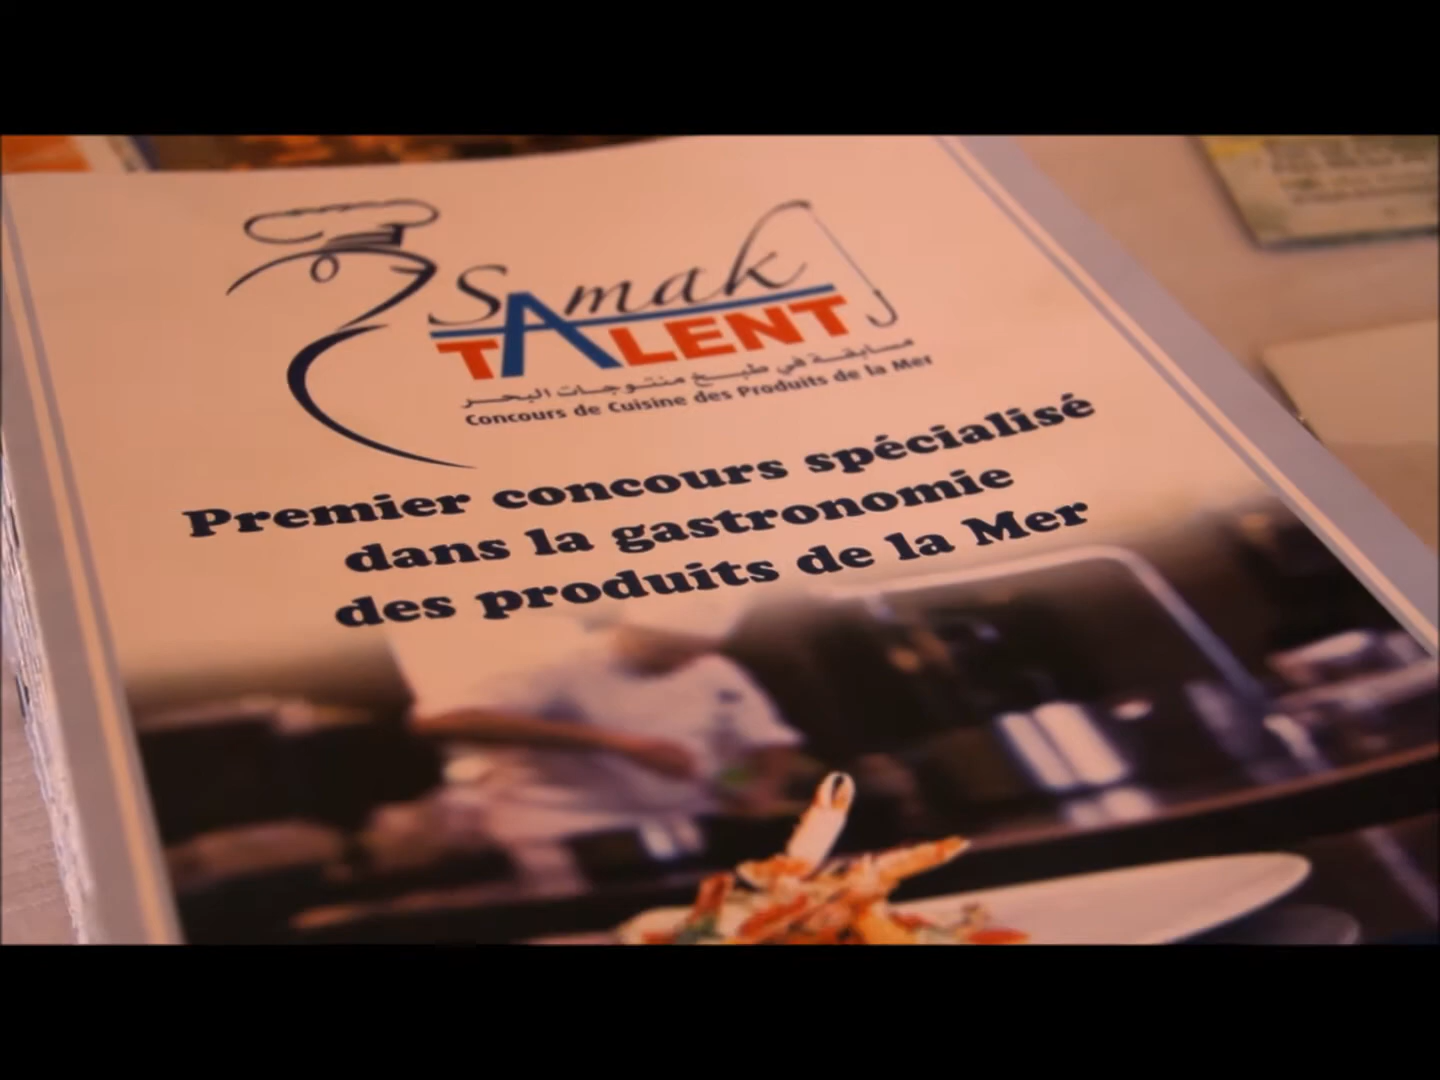 Samak
TALENT
مسابقة في طبخ منتوجات البحر
Concours de Cuisine des Produits de la Mer
Premier concours spécialisé
dans la gastronomie
des produits de la Mer